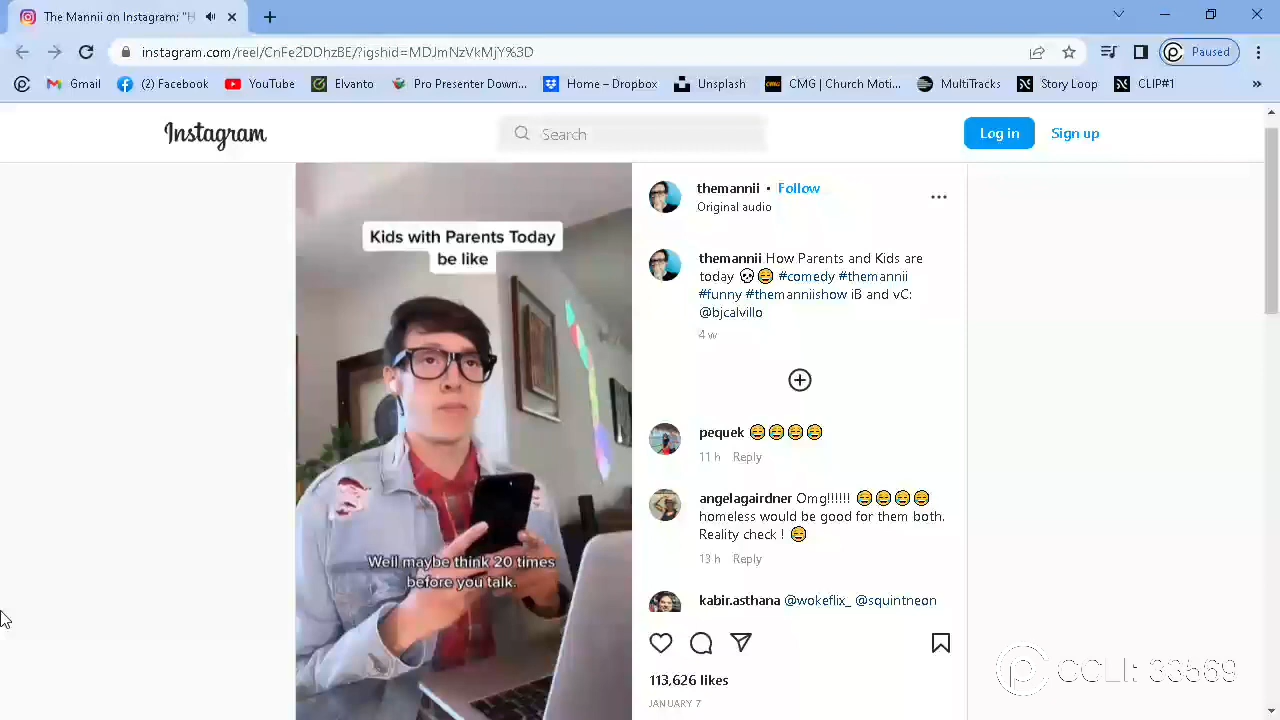 The Mannii on Instagram: "H
instagram.com/reel/CnFe2DDhzBE/?igshid=MDJmNzVkMjY%3D
Paused
Gmail
(2) Facebook
YouTube
Elvanto
Pro Presenter Dow...
Home – Dropbox
Unsplash
CMG | Church Moti...
MultiTracks
Story Loop
CLIP#1
»
Instagram
Search
Log in
Sign up
Kids with Parents Today
be like
Well maybe think 20 times
before you talk.
themannii • Follow
Original audio
themannii How Parents and Kids are
today 💀😂 #comedy #themannii
#funny #themanniishow iB and vC:
@bjcalvillo
4 w
pequek 😂😂😂😂
11 h Reply
angelagairdner Omg!!!!!! 😂😂😂😂
homeless would be good for them both.
Reality check ! 😂
13 h Reply
kabir.asthana @wokeflix_ @squintneon
113,626 likes
JANUARY 7